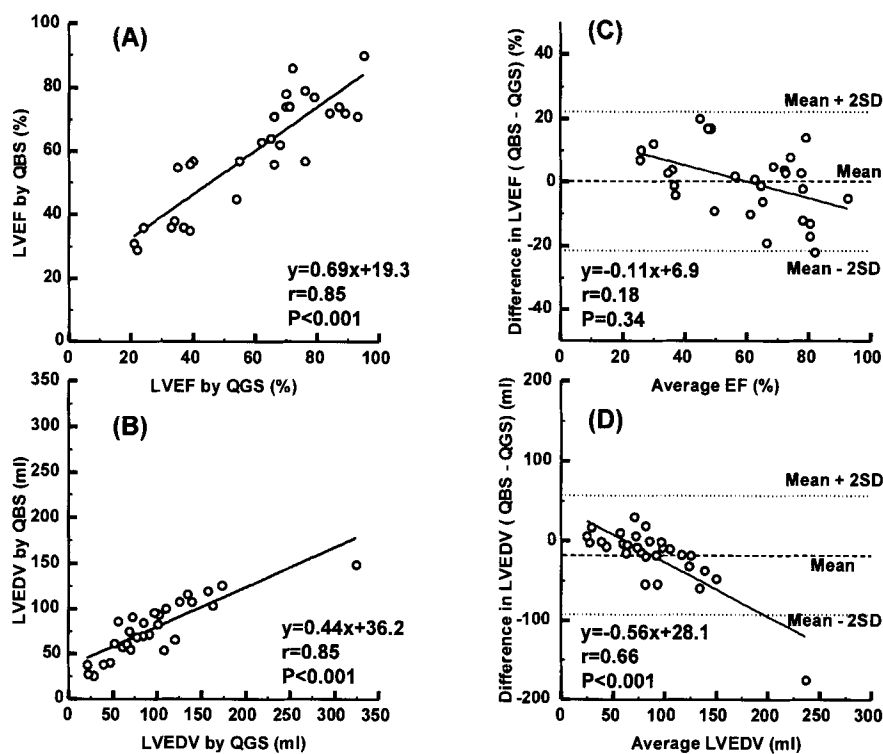 (A)
100
80
60
40
20
0
LVEF by QBS (%)
y=0.69x+19.3
r=0.85
P<0.001
0 20 40 60 80 100
LVEF by QGS (%)
(C)
40
20
0
-20
-40
Difference in LVEF ( QBS - QGS) (%)
Mean + 2SD
Mean
Mean - 2SD
y=-0.11x+6.9
r=0.18
P=0.34
0 20 40 60 80 100
Average EF (%)
(B)
350
300
250
200
150
100
50
0
LVEDV by QBS (ml)
y=0.44x+36.2
r=0.85
P<0.001
0 50 100 150 200 250 300 350
LVEDV by QGS (ml)
(D)
200
100
0
-100
-200
Difference in LVEDV ( QBS - QGS) (ml)
Mean + 2SD
Mean
Mean - 2SD
y=-0.56x+28.1
r=0.66
P<0.001
0 50 100 150 200 250 300
Average LVEDV (ml)